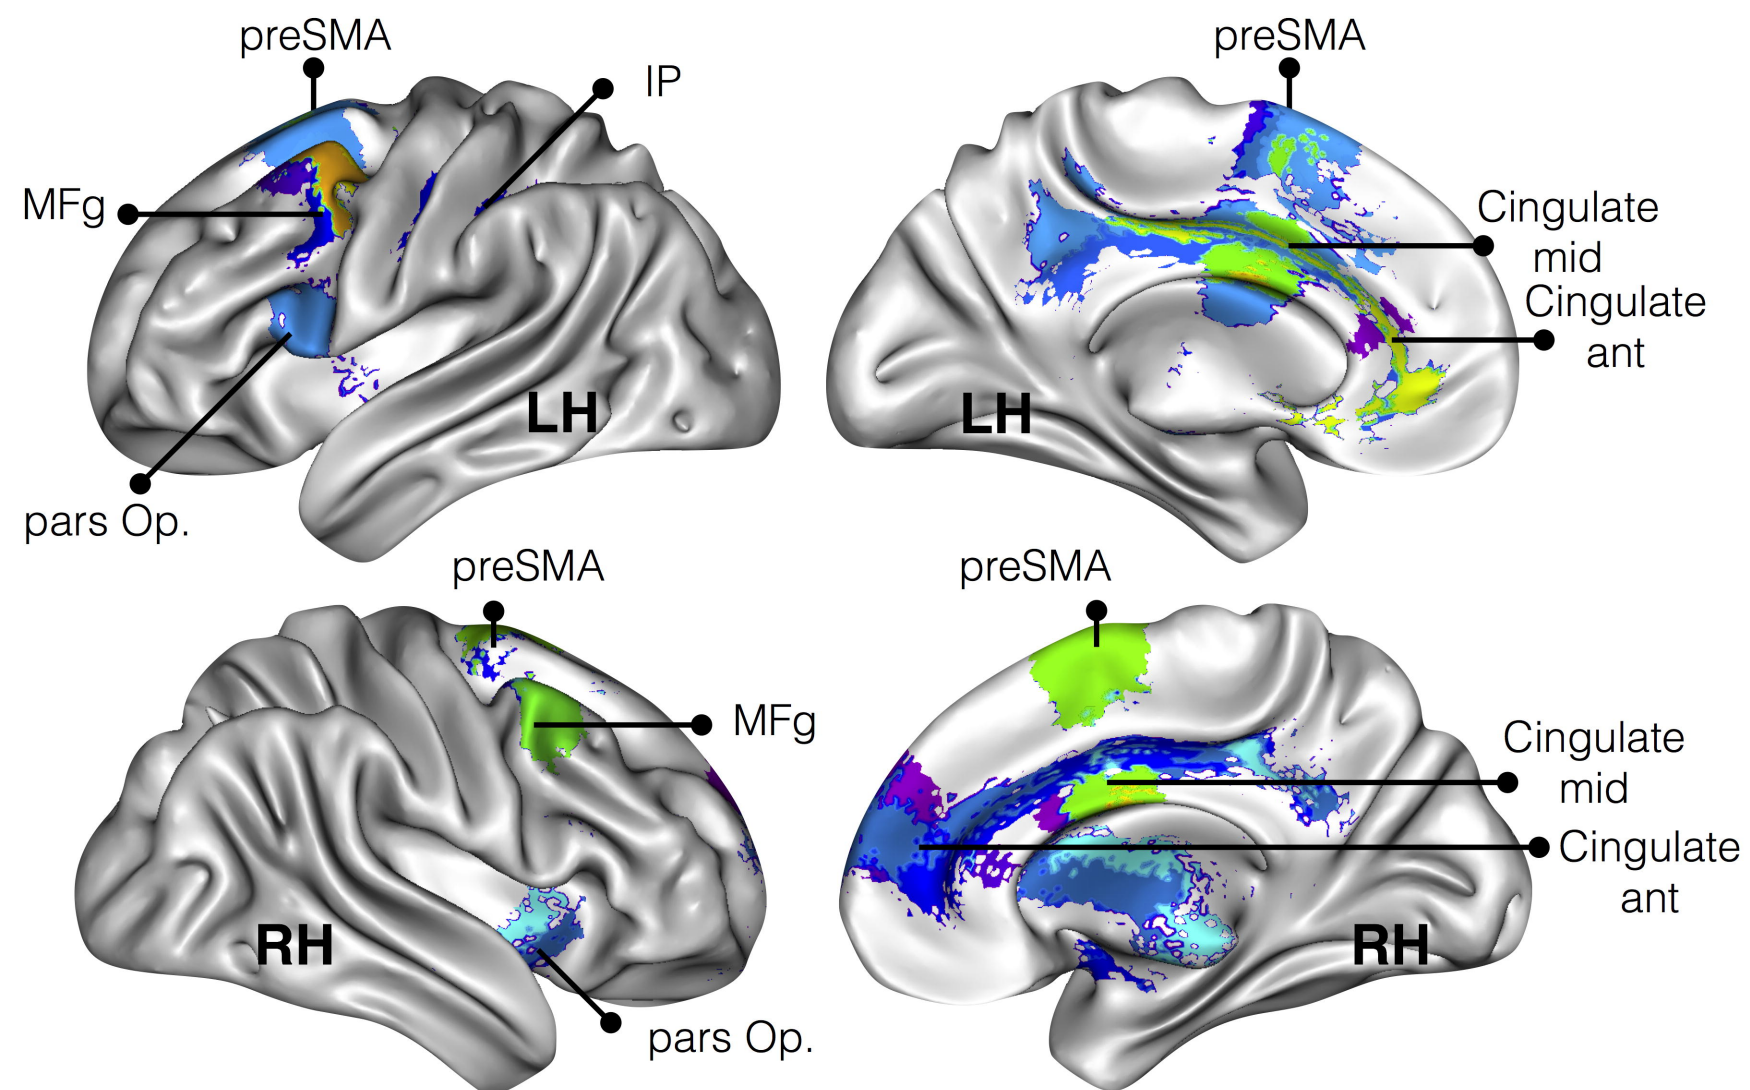 preSMA
IP
MFg
LH
pars Op.
preSMA
Cingulate
mid
Cingulate
ant
LH
preSMA
MFg
RH
pars Op.
preSMA
Cingulate
mid
Cingulate
ant
RH